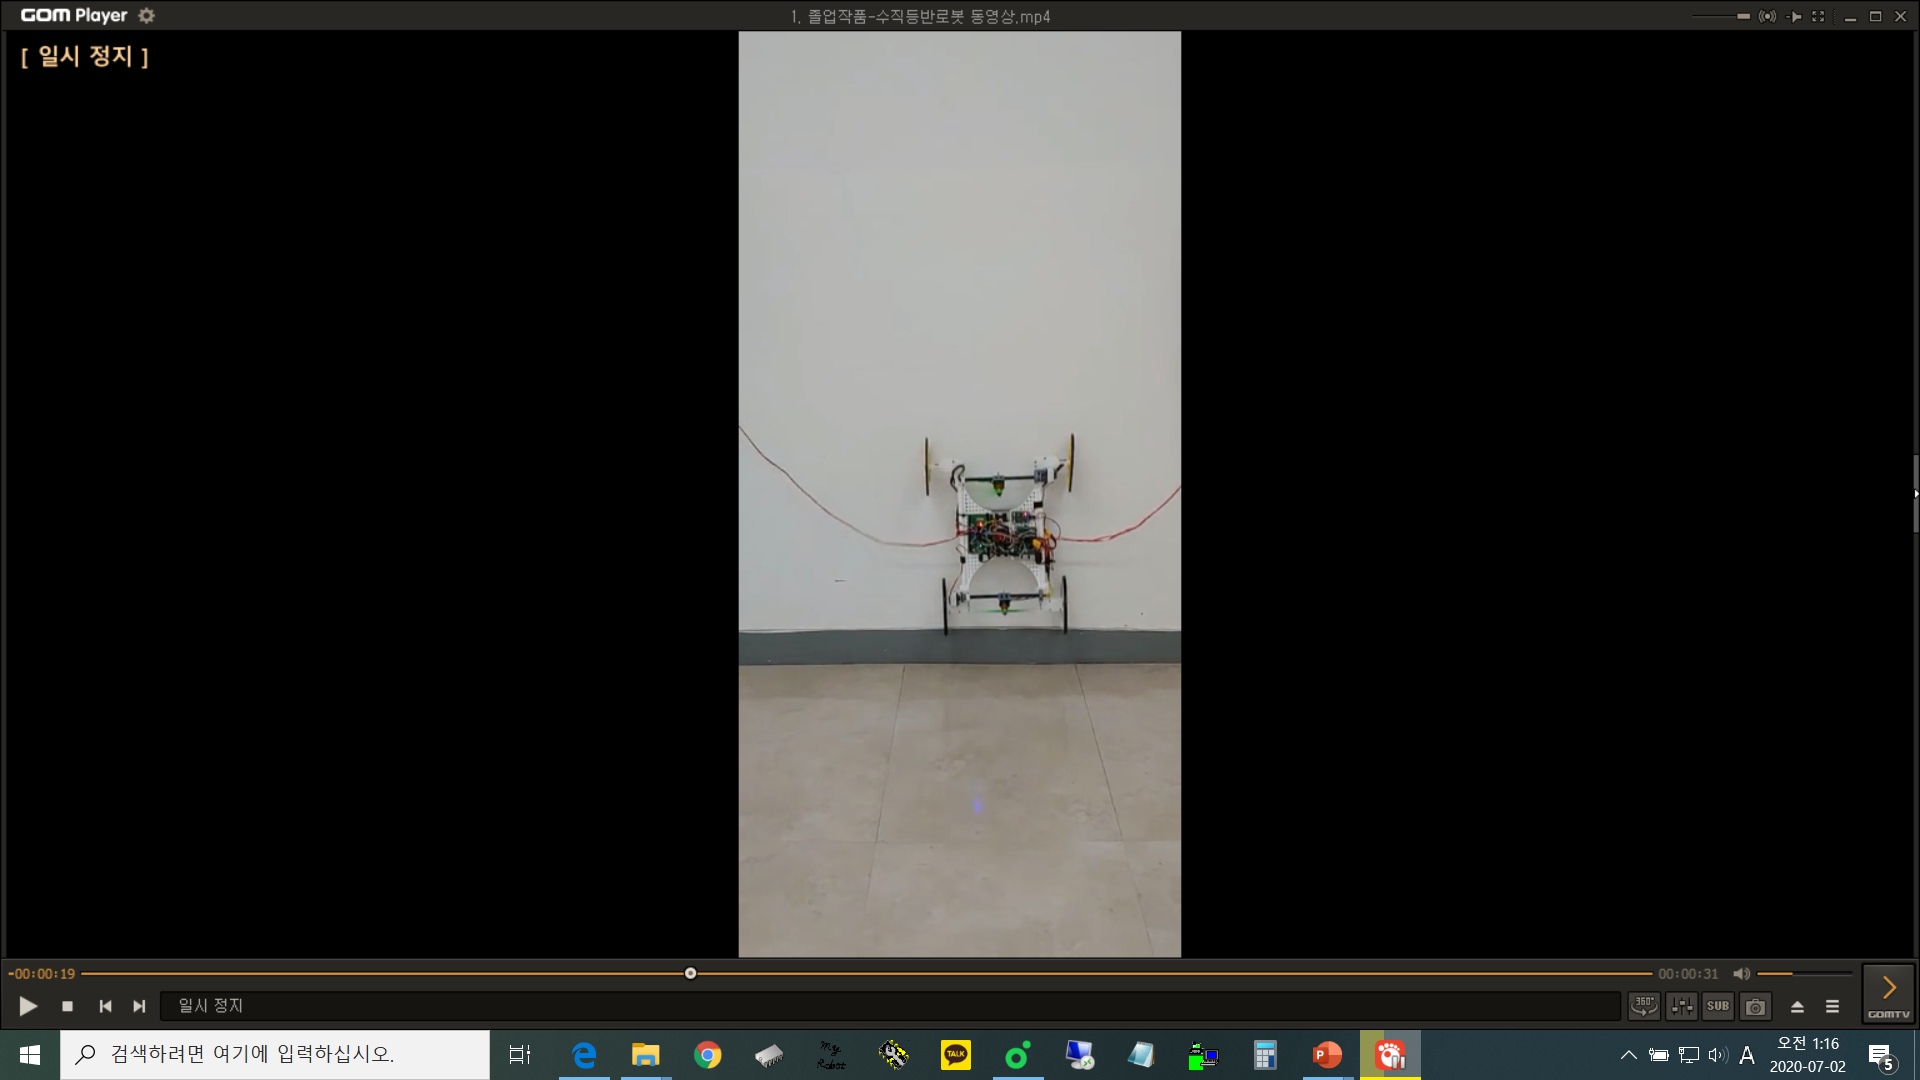 GOM Player
1. 졸업작품-수직등반로봇 동영상.mp4
[ 일시 정지 ]
-00:00:19
00:00:31
일시 정지
360°
SUB
GOMTV
검색하려면 여기에 입력하십시오.
My Robot
TALK
P
A
오전 1:16
2020-07-02
5